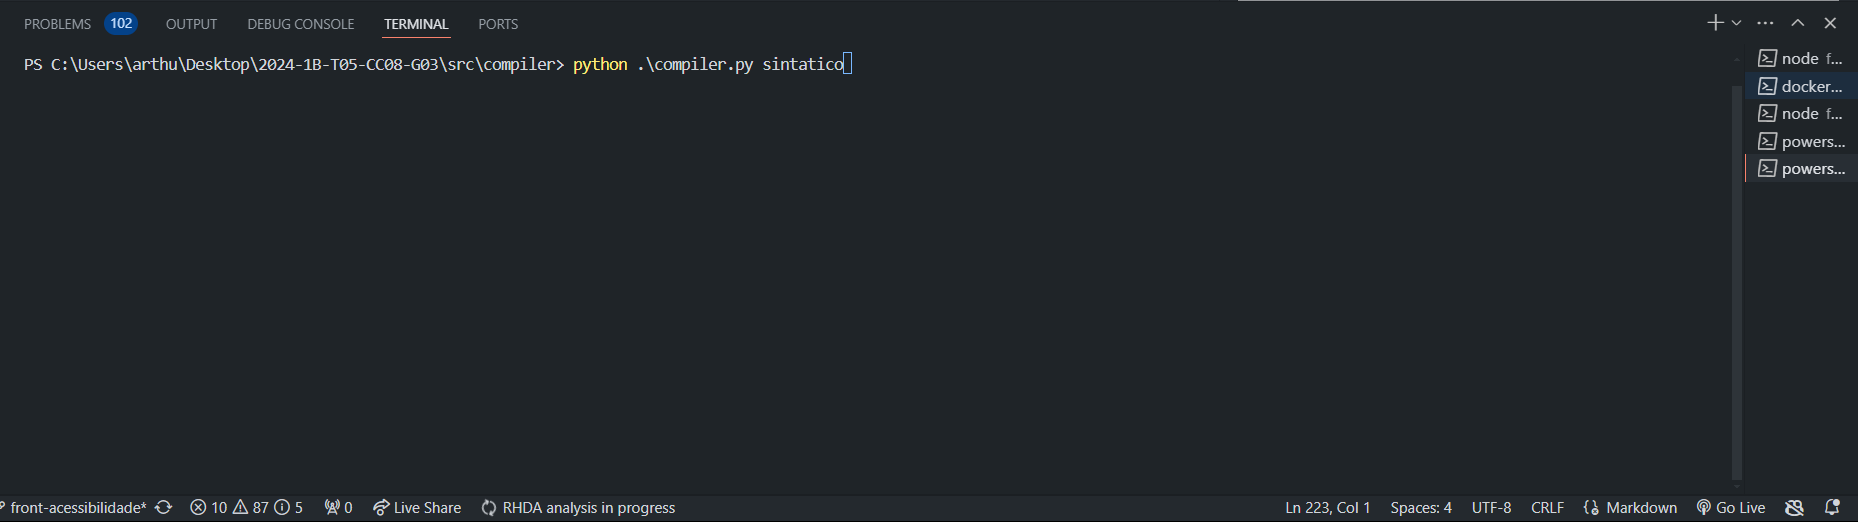 PROBLEMS 102 OUTPUT DEBUG CONSOLE TERMINAL PORTS
PS C:\Users\arthu\Desktop\2024-1B-T05-CC08-G03\src\compiler> python .\compiler.py sintatico
node f...
docker...
node f...
powers...
powers...
front-acessibilidade* 10 87 5 0 Live Share RHDA analysis in progress Ln 223, Col 1 Spaces: 4 UTF-8 CRLF Markdown Go Live